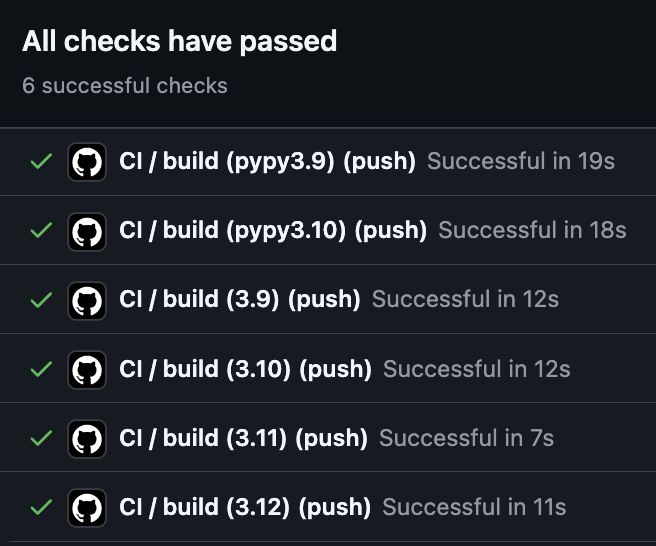 All checks have passed
6 successful checks
CI / build (pypy3.9) (push) Successful in 19s
CI / build (pypy3.10) (push) Successful in 18s
CI / build (3.9) (push) Successful in 12s
CI / build (3.10) (push) Successful in 12s
CI / build (3.11) (push) Successful in 7s
CI / build (3.12) (push) Successful in 11s